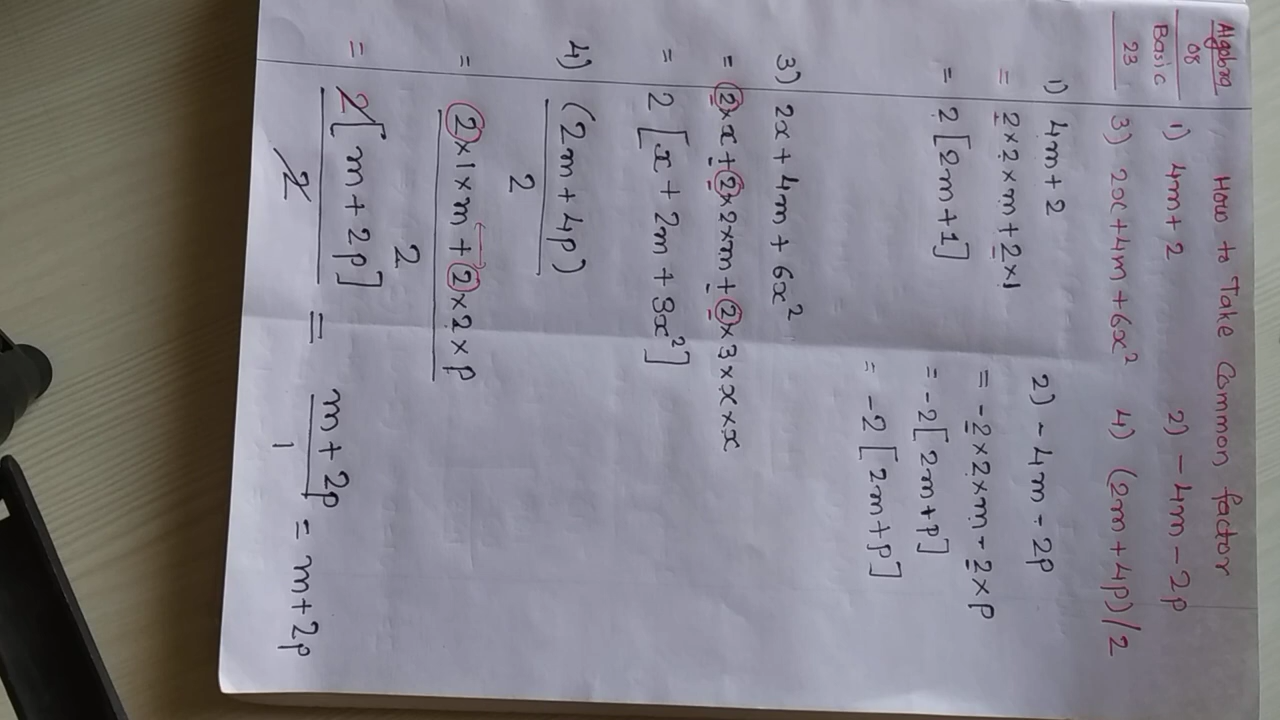 Algebra
08
Basic
23
How to Take Common factor
1) 4m + 2
2) - 4m - 2p
3) 2x + 4m + 6x²
4) (2m + 4p) / 2
1) 4m + 2
= 2 × 2 × m + 2 × 1
= 2 [2m + 1]
2) - 4m - 2p
= - 2 × 2 × m - 2 × p
= - 2 [2m + p]
= - 2 [2m + p]
3) 2x + 4m + 6x²
= 2 × x + 2 × 2 × m + 2 × 3 × x × x
= 2 [x + 2m + 3x²]
4) (2m + 4p)
2
= 2 × 1 × m + 2 × 2 × p
2
= 2 [m + 2p] = m + 2p = m + 2p
2 1